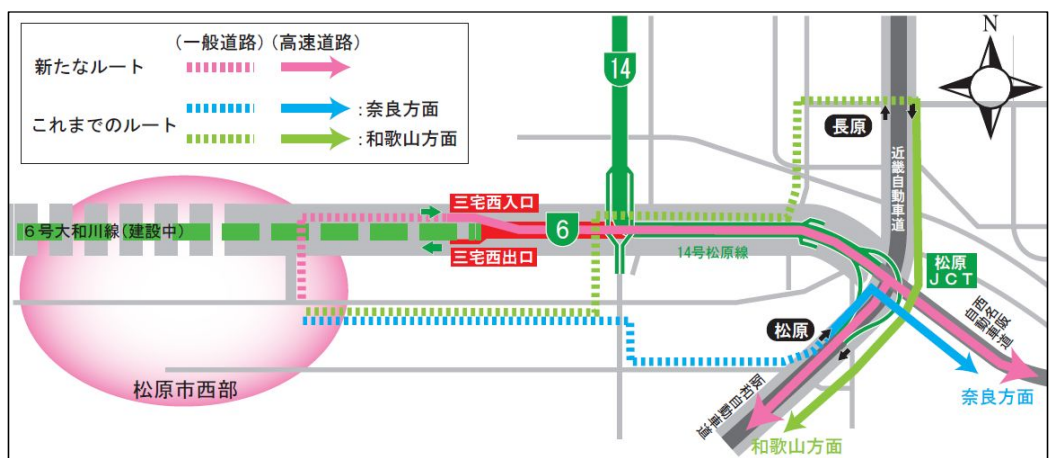 (一般道路)(高速道路)
新たなルート
:奈良方面
これまでのルート
:和歌山方面
N
14
長原
近畿自動車道
三宅西入口
6号大和川線(建設中)
6
三宅西出口
14号松原線
松原
JCT
松原
西名阪
自動車道
松原市西部
阪和自動車道
奈良方面
和歌山方面